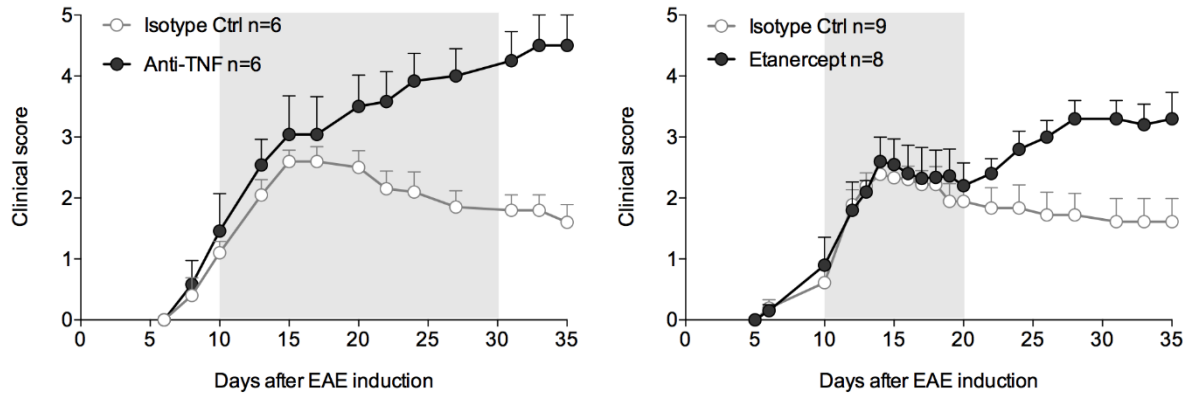 Isotype Ctrl n=6
Anti-TNF n=6
Clinical score
5
4
3
2
1
0
0 5 10 15 20 25 30 35
Days after EAE induction
Isotype Ctrl n=9
Etanercept n=8
Clinical score
5
4
3
2
1
0
0 5 10 15 20 25 30 35
Days after EAE induction